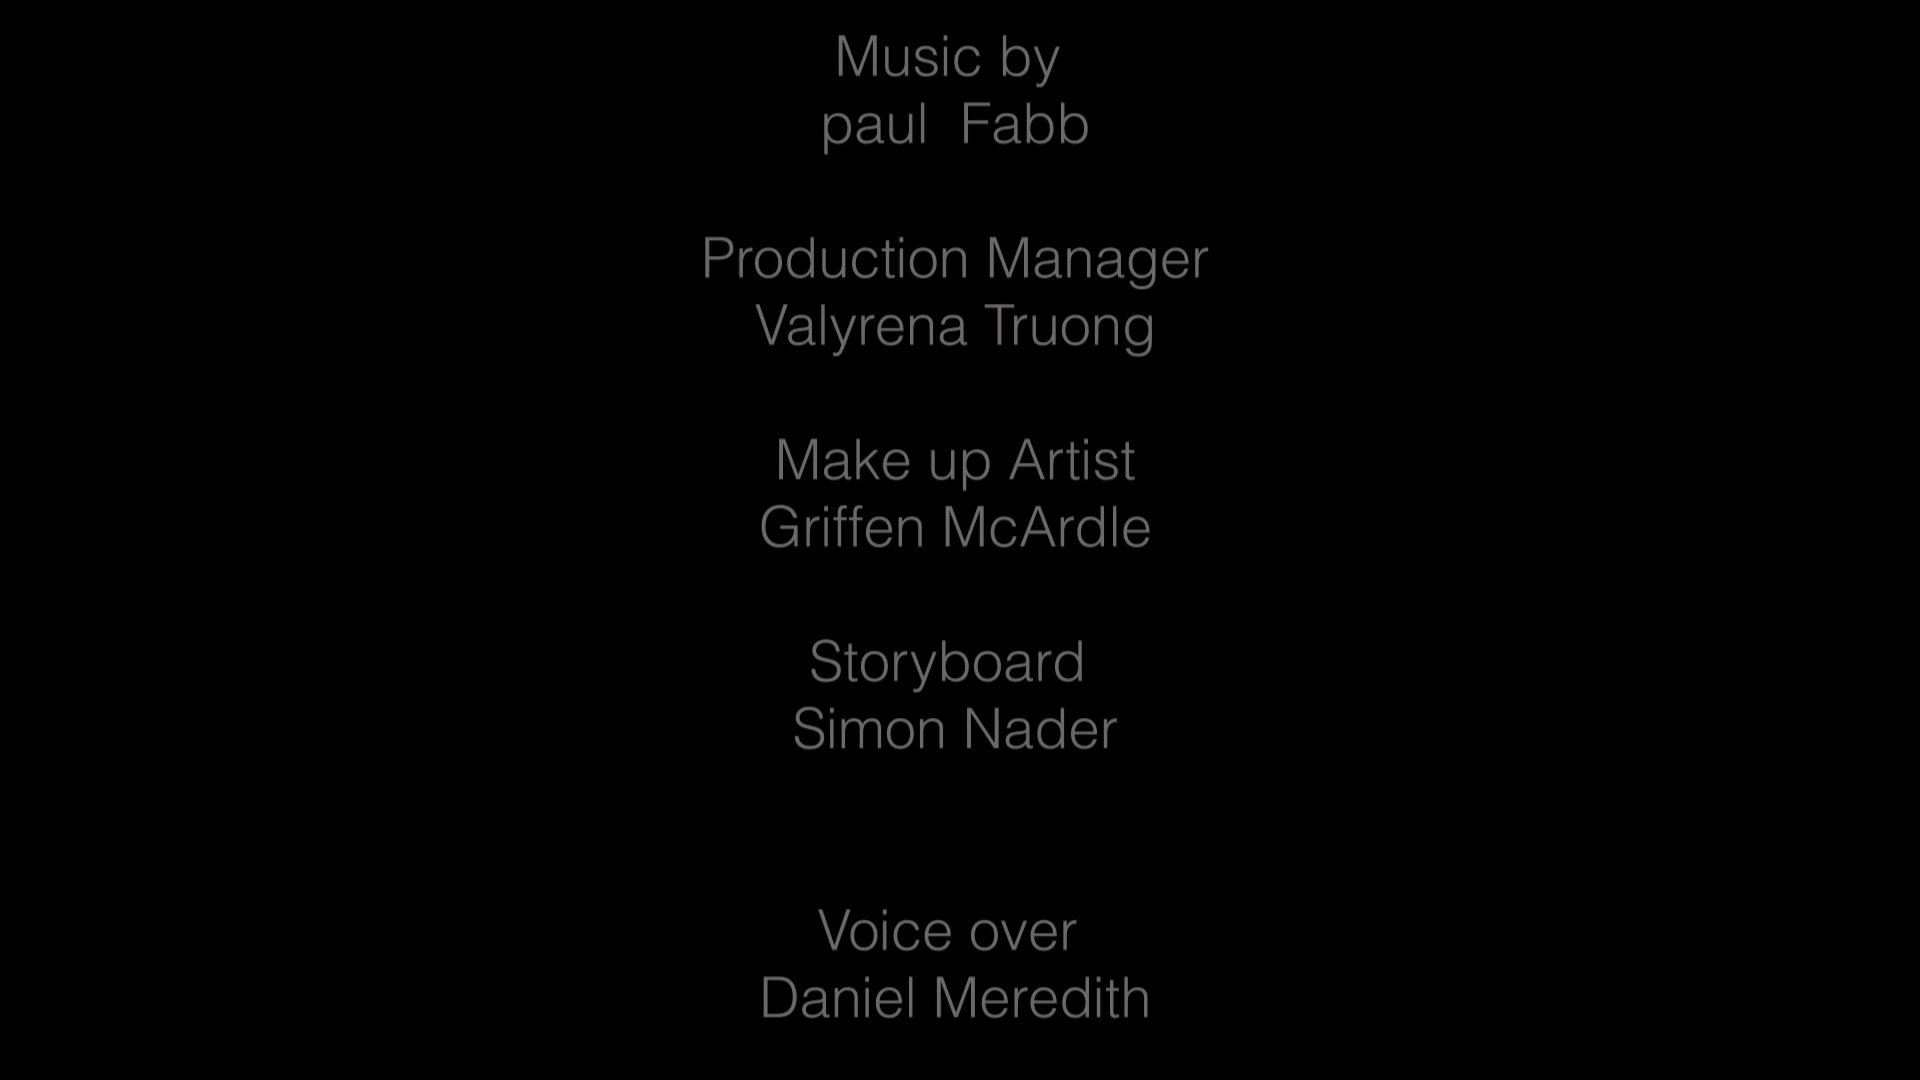 Music by
paul  Fabb
Production Manager
Valyrena Truong
Make up Artist
Griffen McArdle
Storyboard
Simon Nader
Voice over
Daniel Meredith